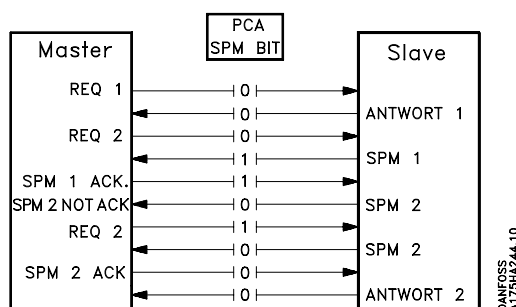 PCA
SPM BIT
Master
Slave
REQ 1
0
0
ANTWORT 1
REQ 2
0
1
SPM 1
SPM 1 ACK.
1
SPM 2 NOT ACK
0
SPM 2
REQ 2
1
0
SPM 2
SPM 2 ACK
0
0
ANTWORT 2
DANFOSS
175HA244.10